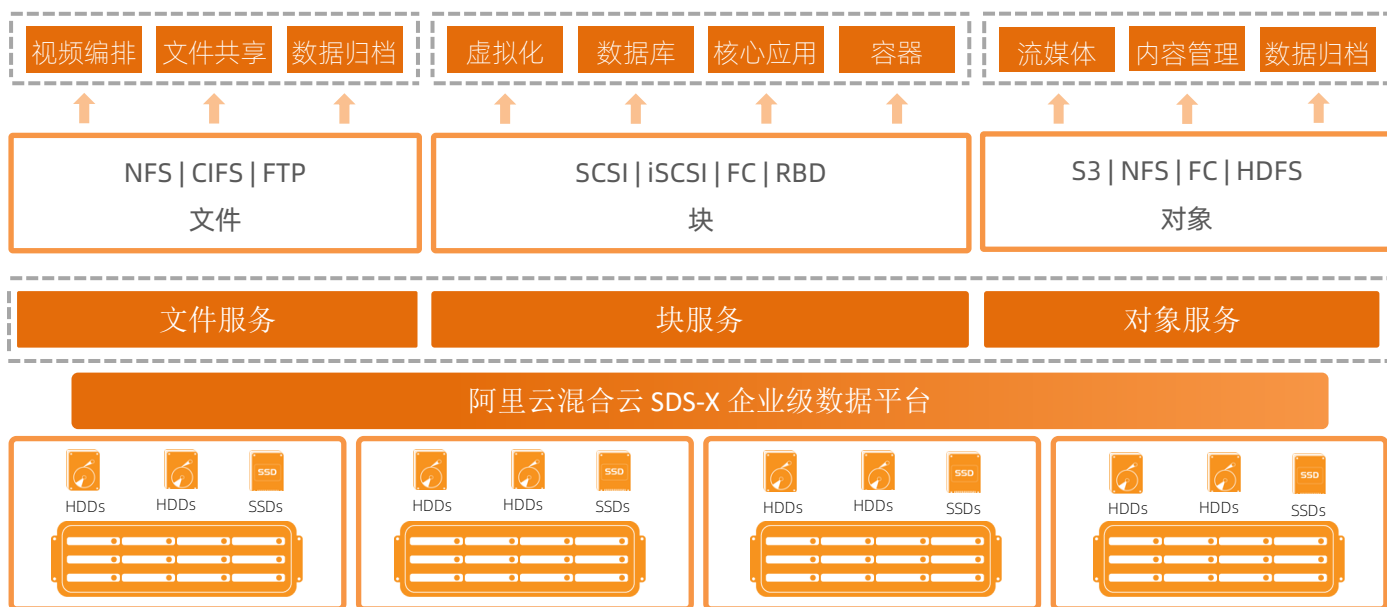 视频编排 文件共享 数据归档 虚拟化 数据库 核心应用 容器 流媒体 内容管理 数据归档
NFS | CIFS | FTP
文件
SCSI | iSCSI | FC | RBD
块
S3 | NFS | FC | HDFS
对象
文件服务 块服务 对象服务
阿里云混合云 SDS-X 企业级数据平台
SSD SSD SSD SSD
HDDs HDDs SSDs HDDs HDDs SSDs HDDs HDDs SSDs HDDs HDDs SSDs